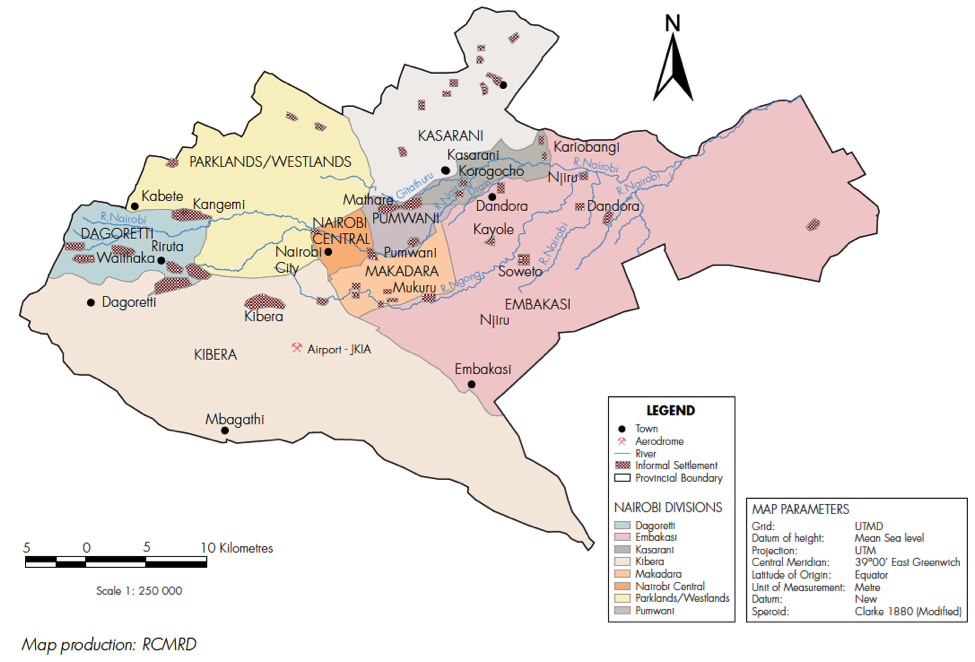 N
KASARANI
Kasarani
Korogocho
Kariobangi
R.Nairobi
Njiru
R.Nairobi
PARKLANDS/WESTLANDS
Gitathuru
Mathare
Dandora
Dandora
Kabete
Kangemi
R.Nairobi
DAGORETTI
Riruta
Waithaka
NAIROBI
CENTRAL
PUMWANI
Pumwani
Kayole
R.Nairobi
Nairobi
City
MAKADARA
Mukuru
Soweto
R.Ngong
EMBAKASI
Njiru
Dagoretti
Kibera
KIBERA
Airport - JKIA
Embakasi
Mbagathi
LEGEND
Town
Aerodrome
River
Informal Settlement
Provincial Boundary
NAIROBI DIVISIONS
Dagoretti
Embakasi
Kasarani
Kibera
Makadara
Nairobi Central
Parklands/Westlands
Pumwani
MAP PARAMETERS
Grid: UTMD
Datum of height: Mean Sea level
Projection: UTM
Central Meridian: 39°00' East Greenwich
Latitude of Origin: Equator
Unit of Measurement: Metre
Datum: New
Speroid: Clarke 1880 (Modified)
5 0 5 10 Kilometres
Scale 1: 250 000
Map production: RCMRD